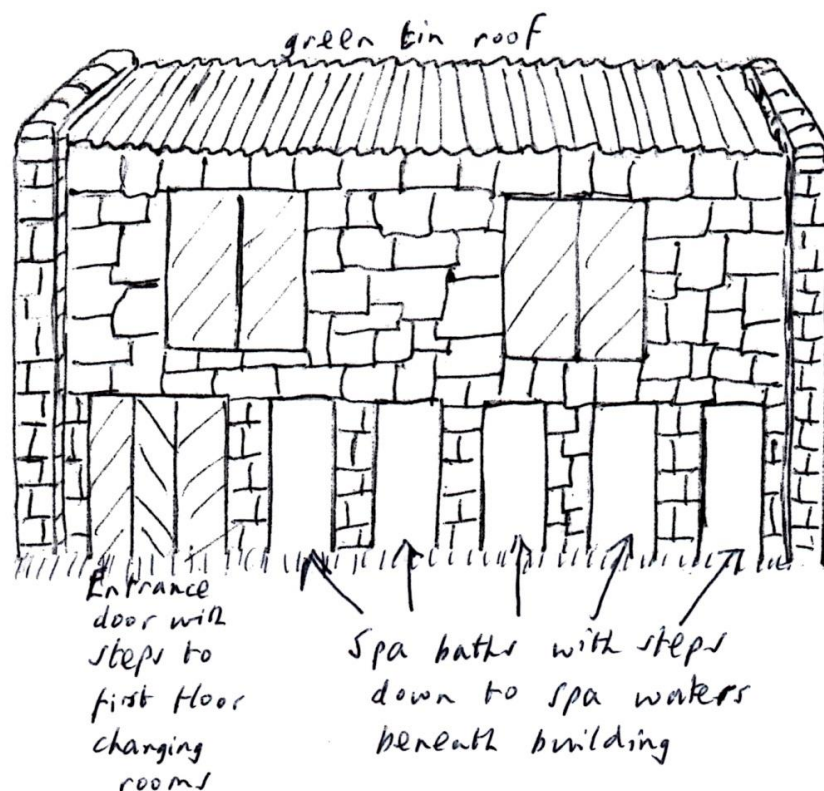 green tin roof
Entrance
door with
steps to
first floor
changing
rooms
Spa baths with steps
down to spa waters
beneath building